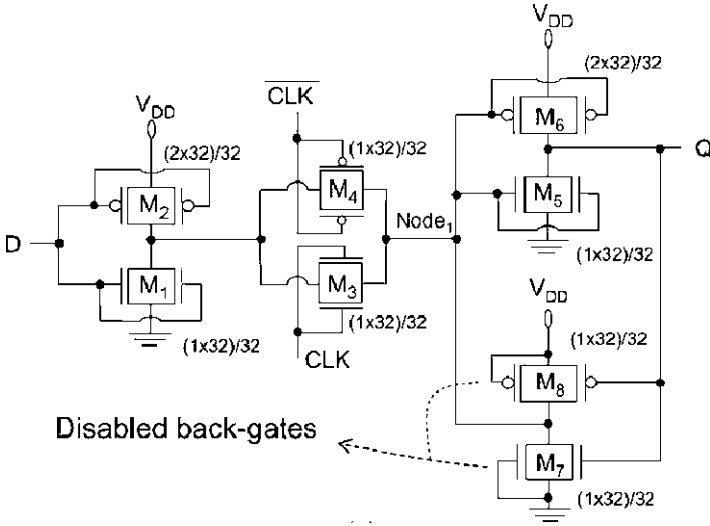 V_DD
(2x32)/32
CLK
M6
V_DD
(1x32)/32
Q
(2x32)/32
M4
M2
M5
Node1
D
M3
M1
(1x32)/32
V_DD
(1x32)/32
(1x32)/32
(1x32)/32
CLK
M8
Disabled back-gates
M7
(1x32)/32